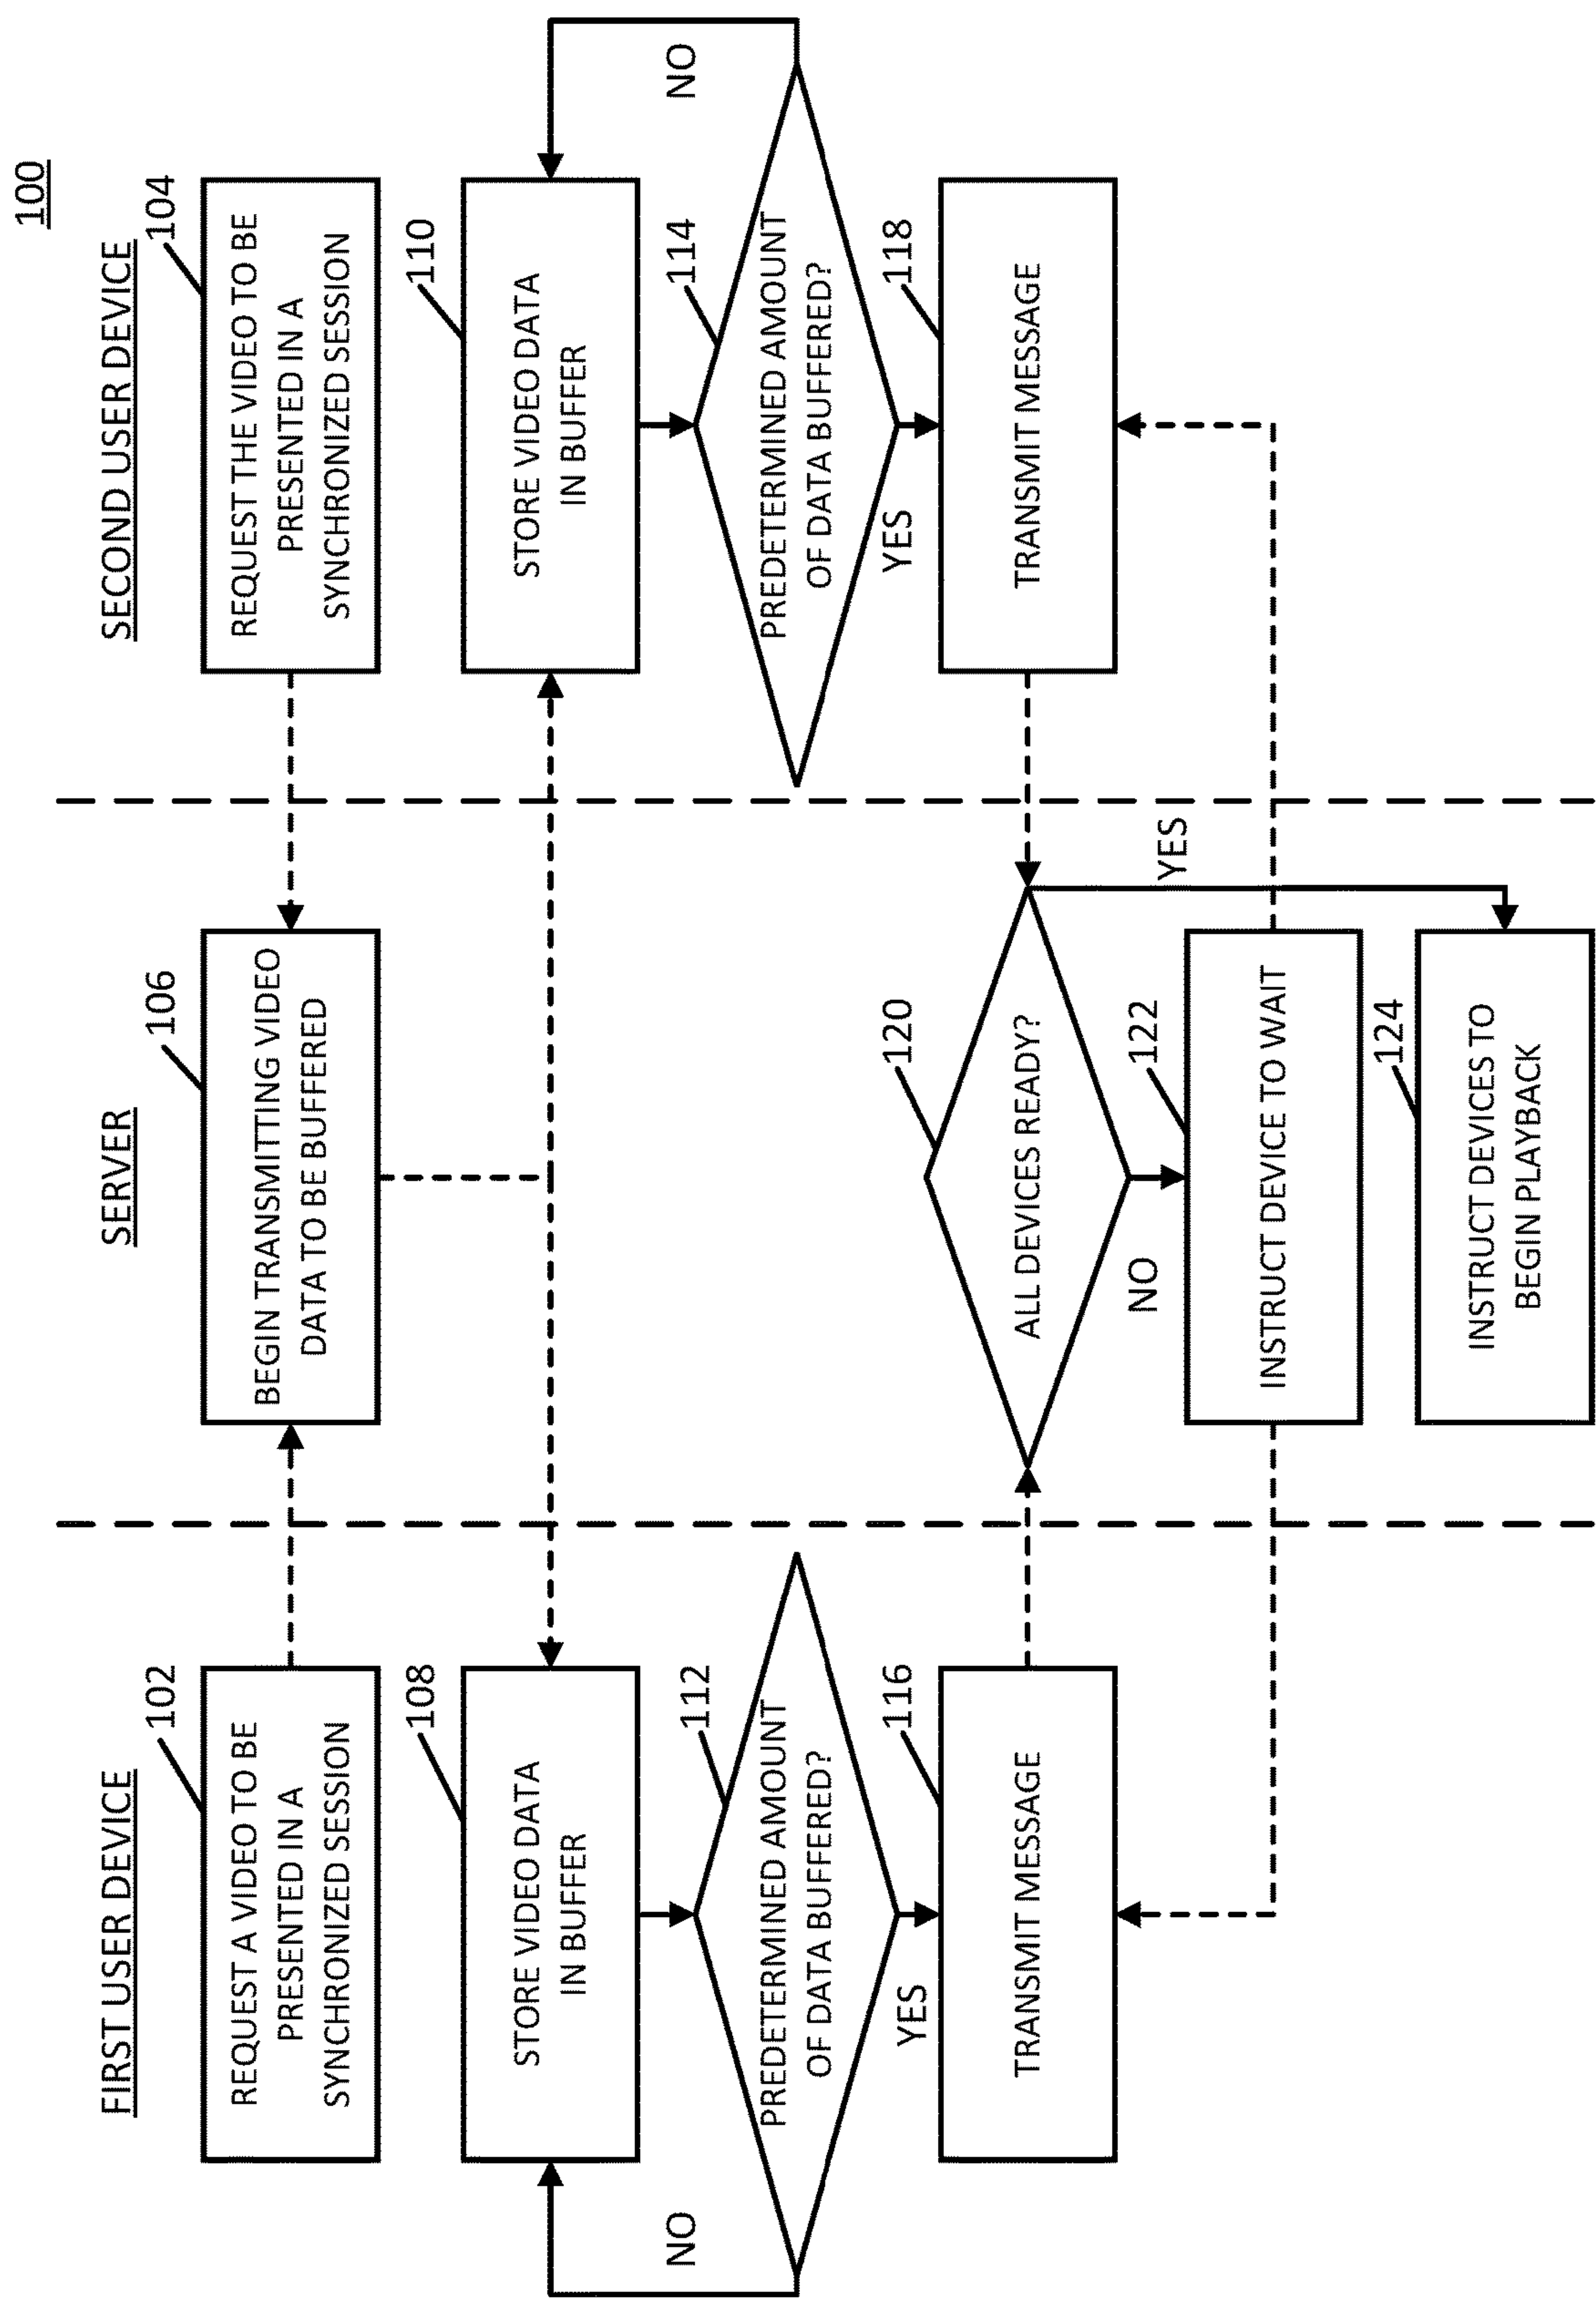 100
FIRST USER DEVICE
SERVER
SECOND USER DEVICE
102
REQUEST A VIDEO TO BE
PRESENTED IN A
SYNCHRONIZED SESSION
106
BEGIN TRANSMITTING VIDEO
DATA TO BE BUFFERED
104
REQUEST THE VIDEO TO BE
PRESENTED IN A
SYNCHRONIZED SESSION
108
STORE VIDEO DATA
IN BUFFER
110
STORE VIDEO DATA
IN BUFFER
NO
112
PREDETERMINED AMOUNT
OF DATA BUFFERED?
YES
114
PREDETERMINED AMOUNT
OF DATA BUFFERED?
NO
YES
116
TRANSMIT MESSAGE
120
ALL DEVICES READY?
118
TRANSMIT MESSAGE
NO
YES
122
INSTRUCT DEVICE TO WAIT
124
INSTRUCT DEVICES TO
BEGIN PLAYBACK